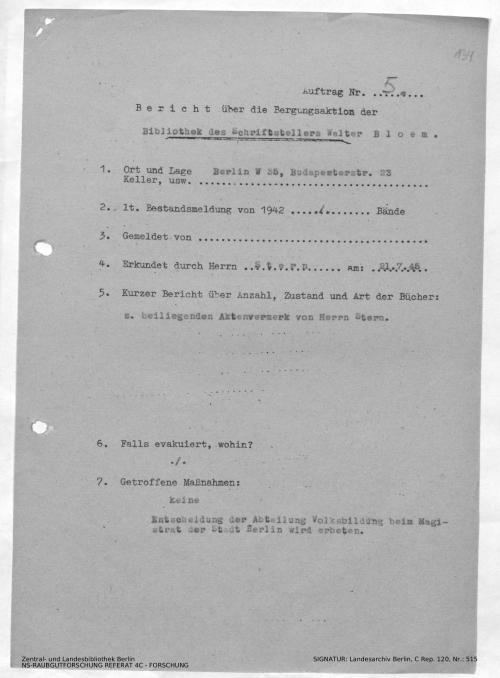 434
Auftrag Nr. ..5....
Bericht über die Bergungsaktion der
Bibliothek des Schriftstellers Walter Bloem.
1. Ort und Lage Berlin W 35, Budapesterstr. 23
Keller, usw. ........................................
2. lt. Bestandsmeldung von 1942 ...../......... Bände
3. Gemeldet von ........................................
4. Erkundet durch Herrn ..Stern...... am: .21.7.45.
5. Kurzer Bericht über Anzahl, Zustand und Art der Bücher:
s. beiliegenden Aktenvermerk von Herrn Stern.
6. Falls evakuiert, wohin?
./.
7. Getroffene Maßnahmen:
keine
Entscheidung der Abteilung Volksbildung beim Magi-
strat der Stadt Berlin wird erbeten.
Zentral- und Landesbibliothek Berlin
NS-RAUBGUTFORSCHUNG REFERAT 4C - FORSCHUNG
SIGNATUR: Landesarchiv Berlin, C Rep. 120, Nr.: 515